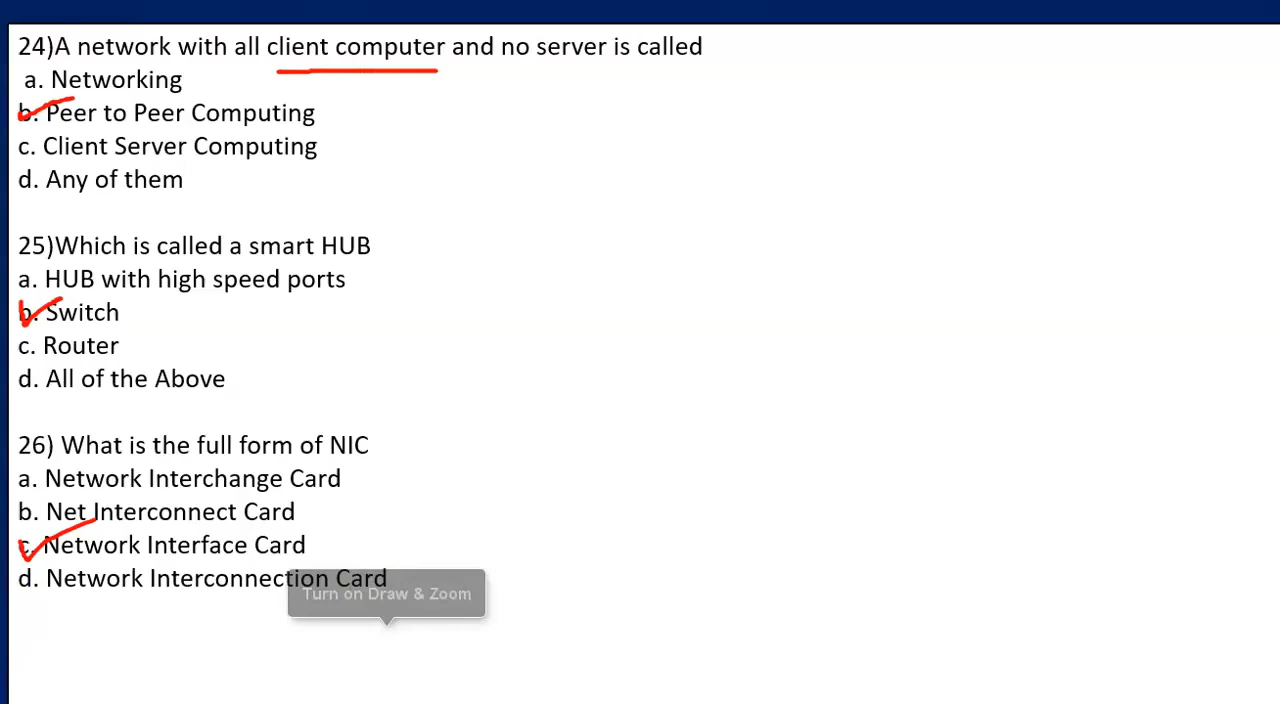 24)A network with all client computer and no server is called
a. Networking
b. Peer to Peer Computing
c. Client Server Computing
d. Any of them
25)Which is called a smart HUB
a. HUB with high speed ports
b. Switch
c. Router
d. All of the Above
26) What is the full form of NIC
a. Network Interchange Card
b. Net Interconnect Card
c. Network Interface Card
d. Network Interconnection Card
Turn on Draw & Zoom